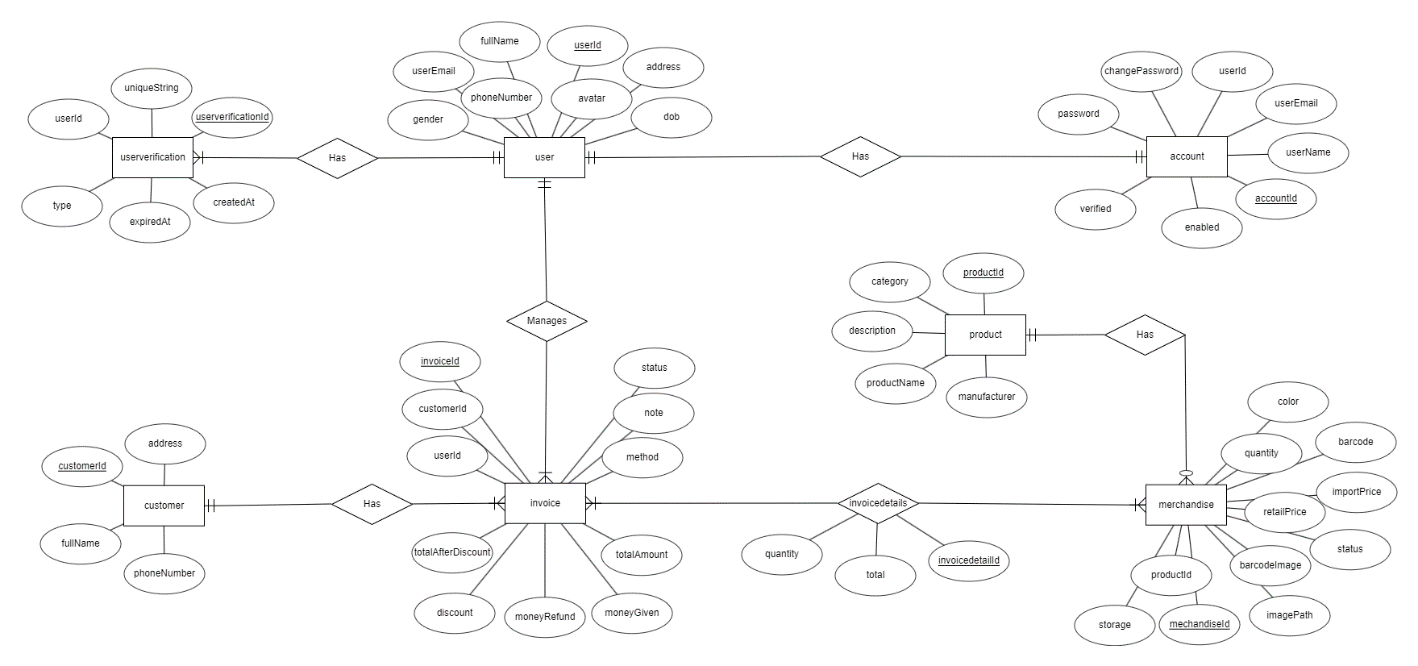 fullName
userId
userEmail
address
phoneNumber
avatar
gender
dob
uniqueString
userId
userverificationId
userverification
type
expiredAt
createdAt
Has
user
Has
changePassword
userId
password
userEmail
userName
account
accountId
verified
enabled
Manages
category
productId
description
product
productName
manufacturer
Has
invoiceId
status
customerId
note
userId
method
address
customerId
customer
fullName
phoneNumber
Has
invoice
totalAfterDiscount
totalAmount
discount
moneyRefund
moneyGiven
invoicedetails
quantity
total
invoicedetailId
color
quantity
barcode
merchandise
importPrice
retailPrice
status
barcodeImage
productId
imagePath
storage
mechandiseId